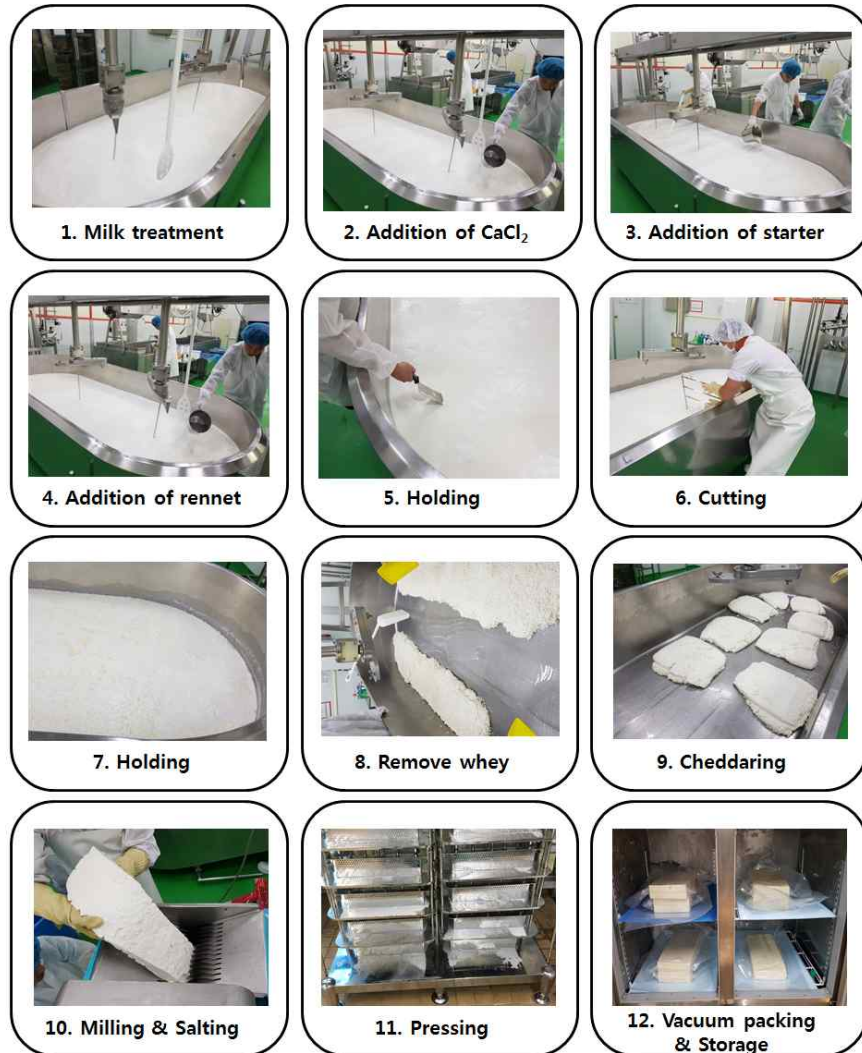 1. Milk treatment
2. Addition of CaCl₂
3. Addition of starter
4. Addition of rennet
5. Holding
6. Cutting
7. Holding
8. Remove whey
9. Cheddaring
10. Milling & Salting
11. Pressing
12. Vacuum packing
& Storage